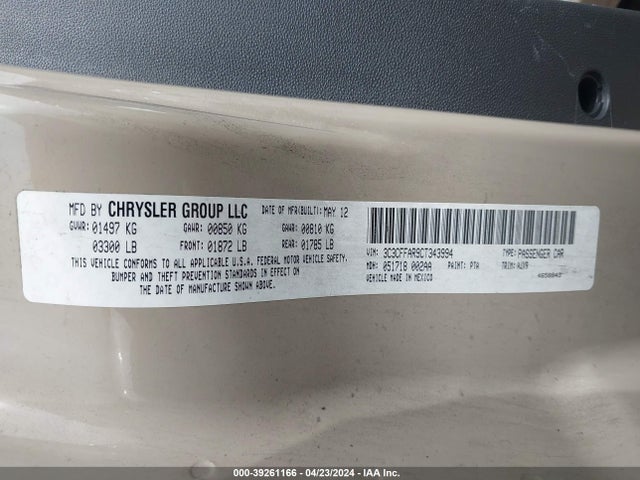 MFD BY CHRYSLER GROUP LLC DATE OF MFR(BUILT): MAY 12
GVWR: 01497 KG GAWR: 00850 KG GAWR: 00810 KG
03300 LB FRONT: 01872 LB REAR: 01785 LB
THIS VEHICLE CONFORMS TO ALL APPLICABLE U.S.A. FEDERAL MOTOR VEHICLE SAFETY,
BUMPER AND THEFT PREVENTION STANDARDS IN EFFECT ON
THE DATE OF MANUFACTURE SHOWN ABOVE.
VIN: 3C3CFFAR9CT343994 TYPE: PASSENGER CAR
MDH: 051718 002AA PAINT: PTA TRIM:
VEHICLE MADE IN MEXICO
000-39261166 - 04/23/2024 - IAA Inc.